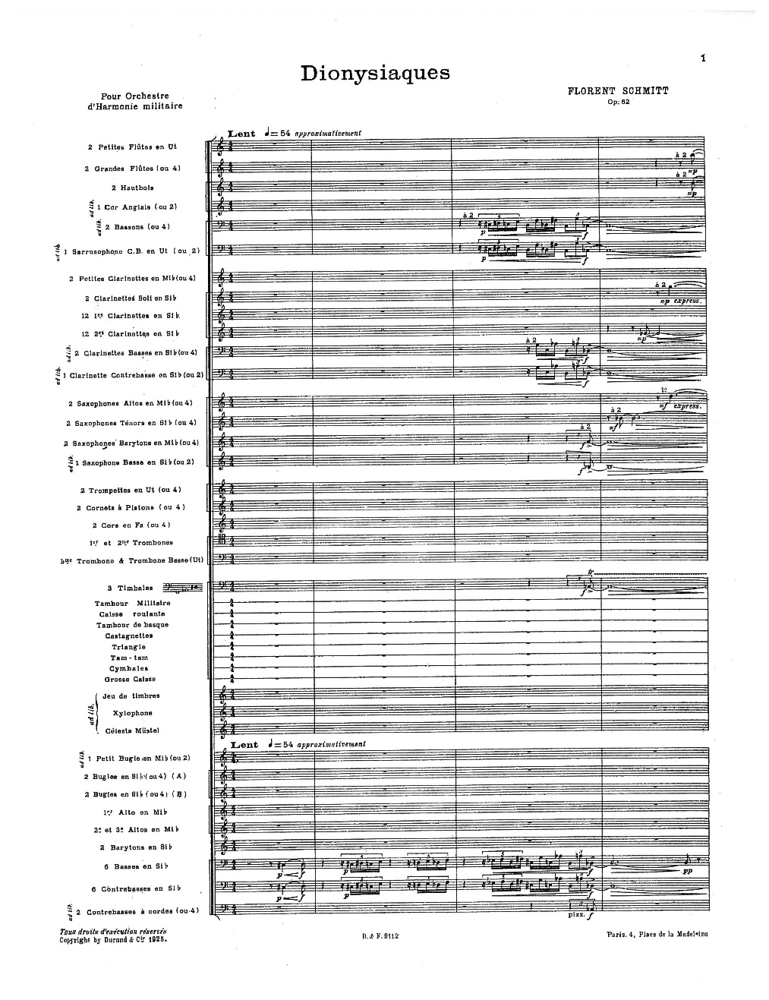 1
Dionysiaques
Pour Orchestre
d'Harmonie militaire
FLORENT SCHMITT
Op: 62
Lent ♩= 54 approximativement
2 Petites Flûtes en Ut
à 2
2 Grandes Flûtes (ou 4)
mp
à 2
2 Hautbois
mp
ad lib. 1 Cor Anglais (ou 2)
à 2
ad lib. 2 Bassons (ou 4)
p f
ad lib. 1 Sarrusophone C.B. en Ut (ou 2)
p f
2 Petites Clarinettes en Mi♭ (ou 4)
à 2
2 Clarinettes Soli en Si♭
mp express.
12 1res Clarinettes en Si♭.
12 2es Clarinettes en Si♭
mp
à 2
ad lib. 2 Clarinettes Basses en Si♭ (ou 4)
f
ad lib. 1 Clarinette Contrebasse en Si♭ (ou 2)
f
1o
2 Saxophones Altos en Mi♭ (ou 4)
mf express.
à 2
2 Saxophones Ténors en Si♭ (ou 4)
mf
à 2
2 Saxophones Barytons en Mi♭ (ou 4)
f
ad lib. 1 Saxophone Basse en Si♭ (ou 2)
f
2 Trompettes en Ut (ou 4)
2 Cornets à Pistons (ou 4)
2 Cors en Fa (ou 4)
1er et 2me Trombones
3me Trombone & Trombone Basse (Ut)
tr
3 Timbales
f
Tambour Militaire
Caisse roulante
Tambour de basque
Castagnettes
Triangle
Tam-tam
Cymbales
Grosse Caisse
Jeu de timbres
ad lib. Xylophone
Célesta Mustel
Lent ♩= 54 approximativement
ad lib. 1 Petit Bugle en Mi♭ (ou 2)
2 Bugles en Si♭ (ou 4) (A)
2 Bugles en Si♭ (ou 4) (B)
1er Alto en Mi♭
2e et 3e Altos en Mi♭
2 Barytons en Si♭
6 Basses en Si♭
p f p p f pp
6 Contrebasses en Si♭
p f p p f
ad lib. 2 Contrebasses à cordes (ou 4)
pizz. f
Tous droits d'exécution réservés
Copyright by Durand & Cie 1925.
D. & F. 9112
Paris. 4, Place de la Madeleine